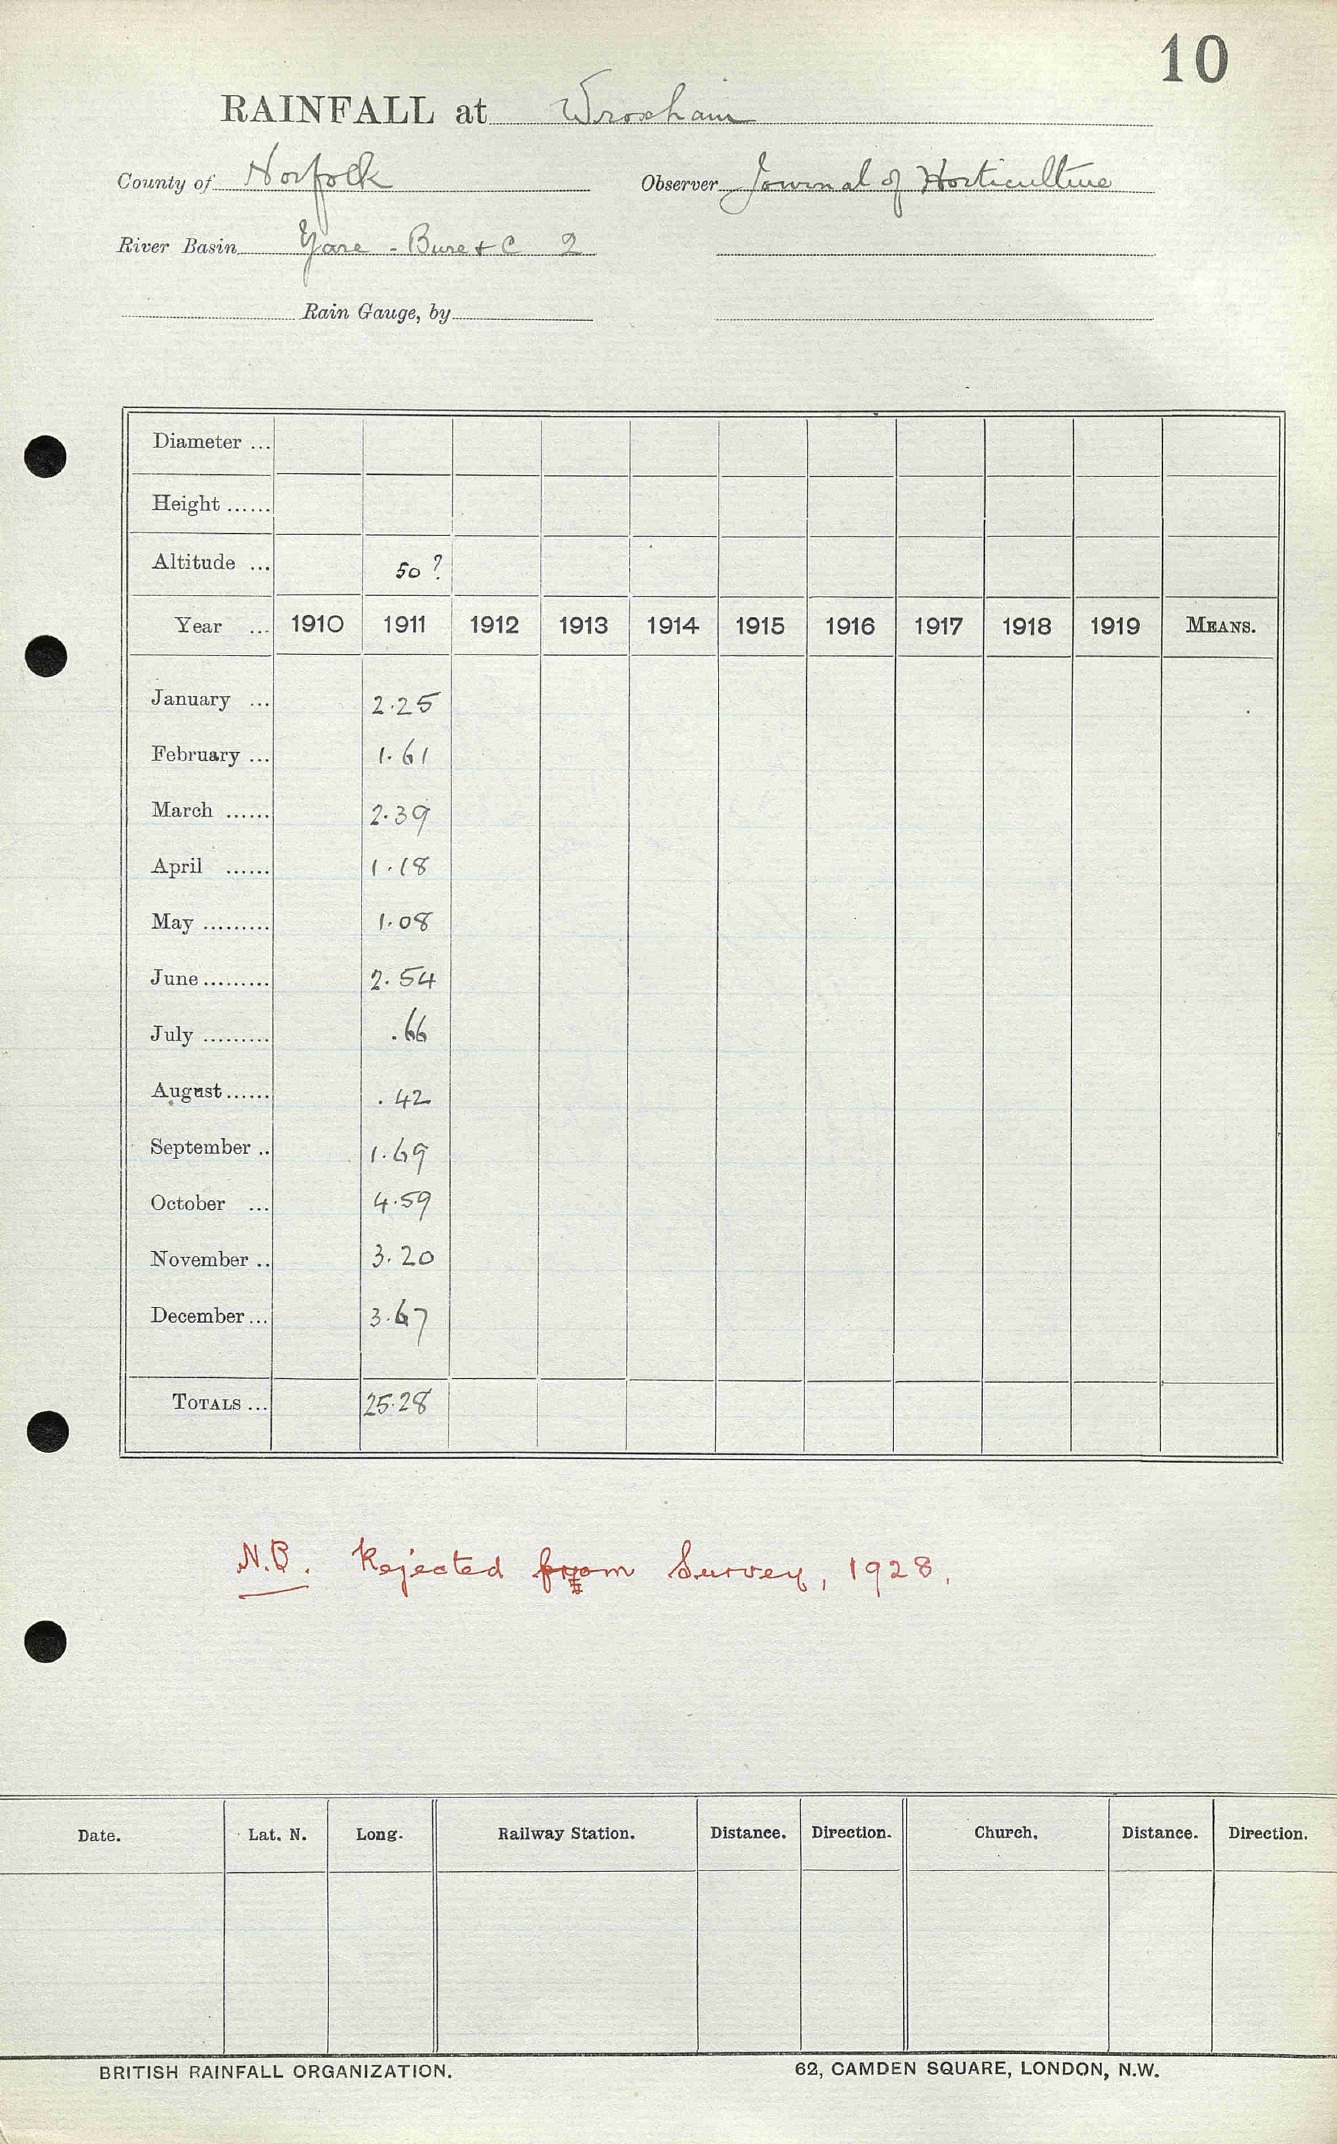 10
RAINFALL at Wroxham
County of Norfolk Observer Journal of Horticulture
River Basin Yare - Bure + C 2
Rain Gauge, by
Diameter ...
Height ......
Altitude ... 50 ?
Year ... 1910 1911 1912 1913 1914 1915 1916 1917 1918 1919 MEANS.
January ... 2.25
February ... 1.61
March ...... 2.39
April ...... 1.18
May ......... 1.08
June ......... 2.54
July ......... .66
August ...... .42
September .. 1.69
October ... 4.59
November .. 3.20
December ... 3.67
TOTALS ... 25.28
N.B. Rejected from Survey, 1928.
Date. Lat. N. Long. Railway Station. Distance. Direction. Church. Distance. Direction.
BRITISH RAINFALL ORGANIZATION. 62, CAMDEN SQUARE, LONDON, N.W.